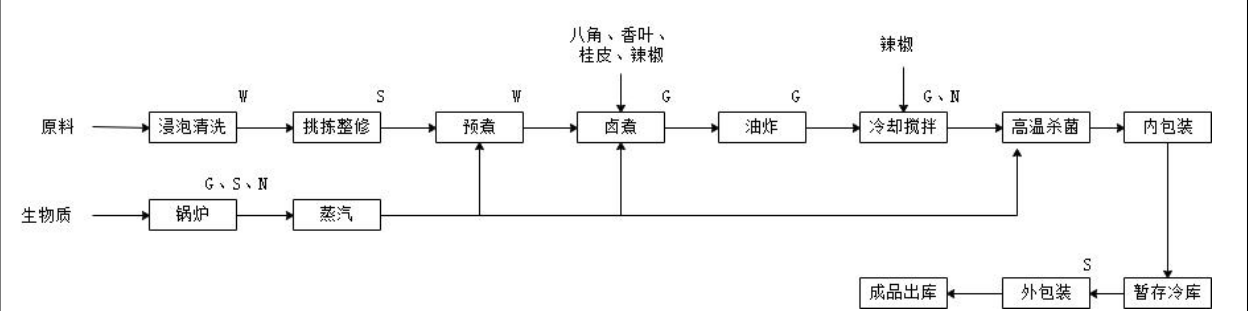 八角、香叶、
桂皮、辣椒
辣椒
W
S
W
G
G
G、N
原料
浸泡清洗
挑拣整修
预煮
卤煮
油炸
冷却搅拌
高温杀菌
内包装
G、S、N
生物质
锅炉
蒸汽
S
成品出库
外包装
暂存冷库